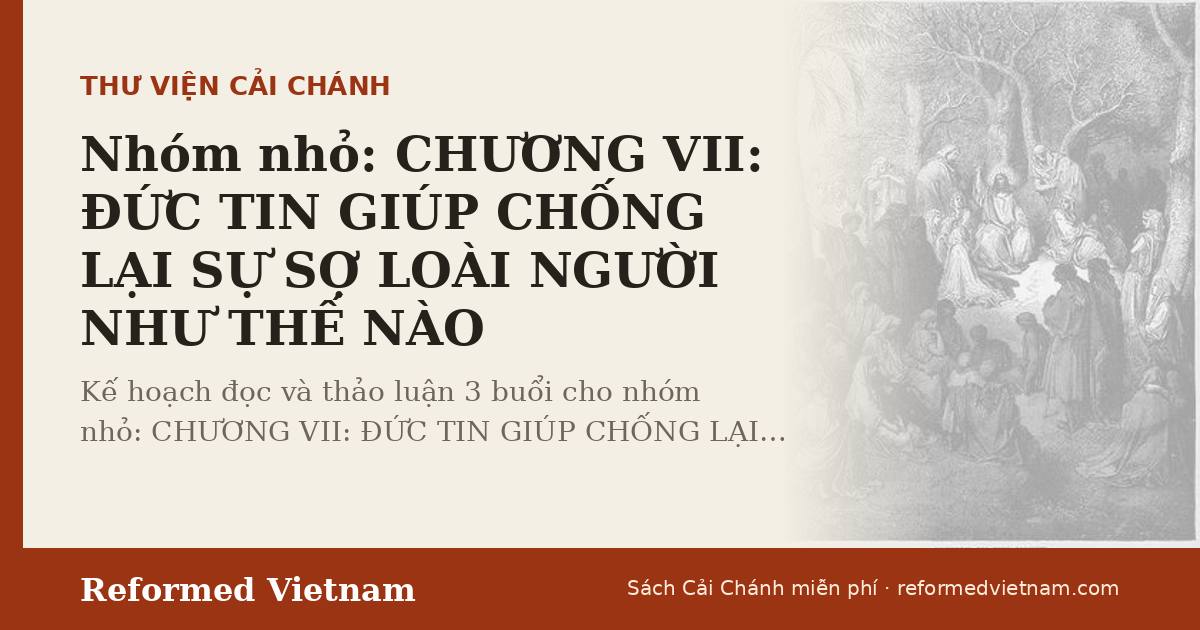 THƯ VIỆN CẢI CHÁNH
Nhóm nhỏ: CHƯƠNG VII:
ĐỨC TIN GIÚP CHỐNG
LẠI SỰ SỢ LOÀI NGƯỜI
NHƯ THẾ NÀO
Kế hoạch đọc và thảo luận 3 buổi cho nhóm
nhỏ: CHƯƠNG VII: ĐỨC TIN GIÚP CHỐNG LẠI...
Reformed Vietnam
Sách Cải Chánh miễn phí · reformedvietnam.com